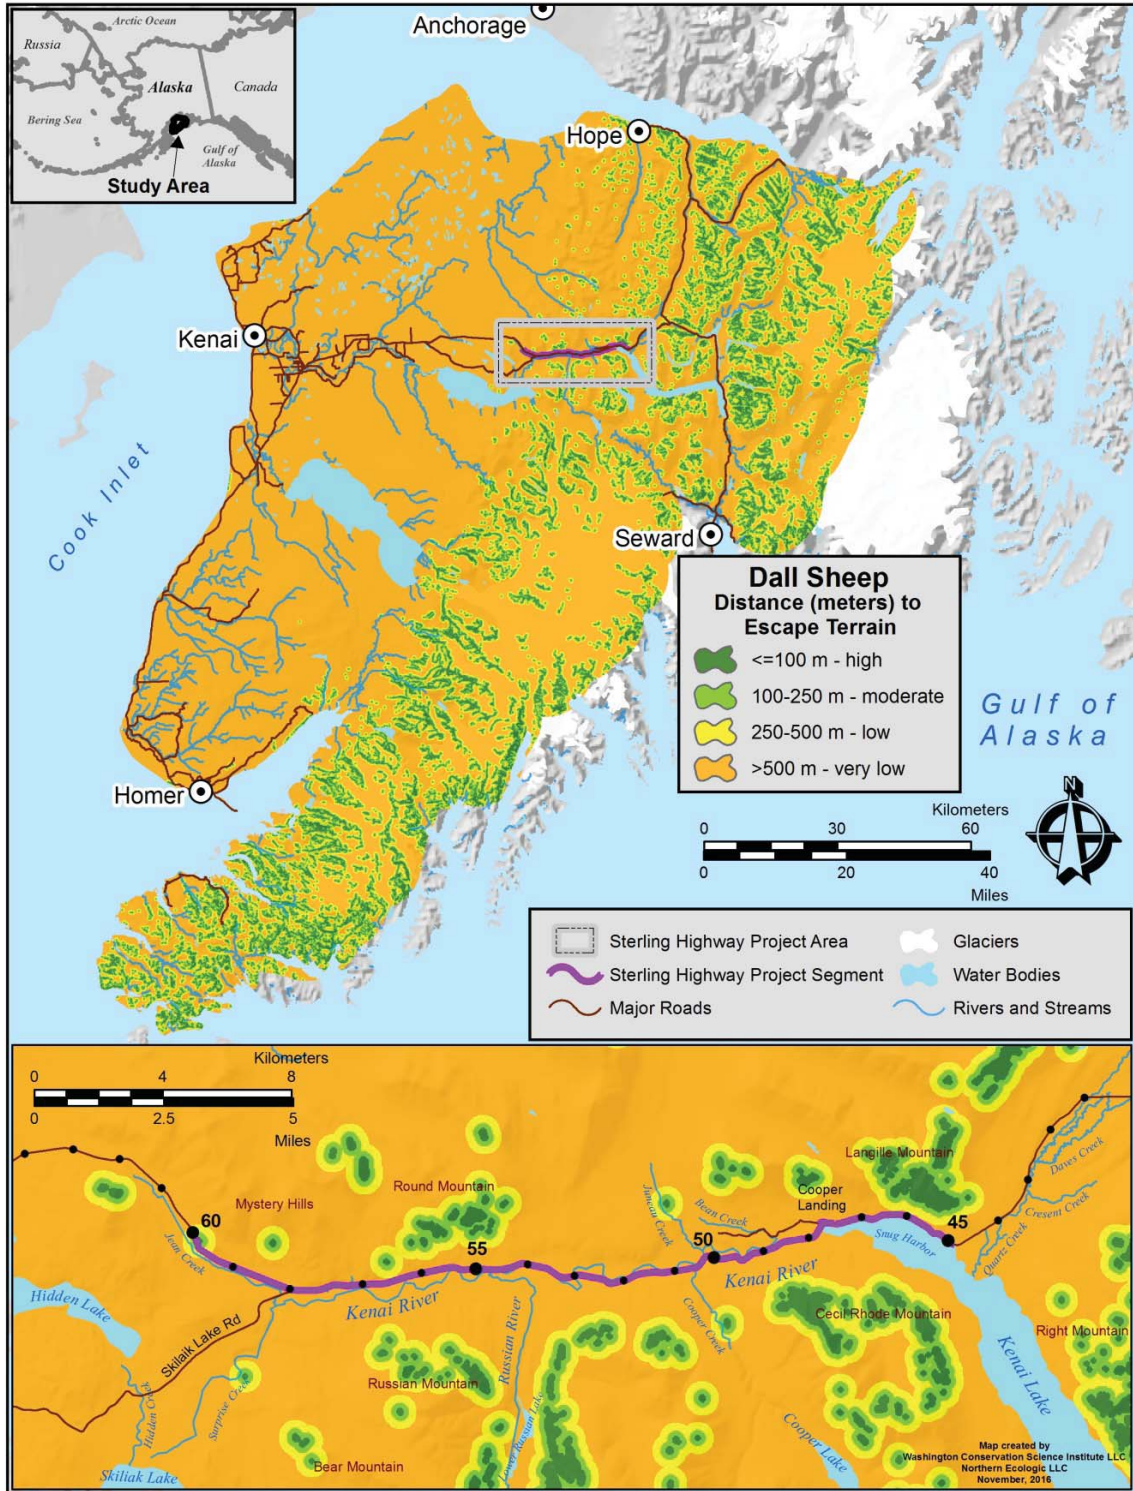 Arctic Ocean
Russia
Alaska
Canada
Bering Sea
Gulf of
Alaska
Study Area
Anchorage
Hope
Kenai
Cook Inlet
Seward
Homer
Gulf of
Alaska
Dall Sheep
Distance (meters) to
Escape Terrain
<=100 m - high
100-250 m - moderate
250-500 m - low
>500 m - very low
Kilometers
0 30 60
0 20 40
Miles
N
Sterling Highway Project Area
Sterling Highway Project Segment
Major Roads
Glaciers
Water Bodies
Rivers and Streams
Kilometers
0 4 8
0 2.5 5
Miles
Mystery Hills
Round Mountain
Langille Mountain
Cooper
Landing
Juneau Creek
Bean Creek
Daves Creek
Cresent Creek
Quartz Creek
60
55
50
45
Jean Creek
Snug Harbor
Kenai River
Kenai River
Hidden Lake
Skilaik Lake Rd
Russian River
Cooper Creek
Cecil Rhode Mountain
Right Mountain
Kenai Lake
Russian Mountain
Surprise Creek
Hidden Creek
Lower Russian Lake
Cooper Lake
Bear Mountain
Skiliak Lake
Map created by
Washington Conservation Science Institute LLC
Northern Ecologic LLC
November, 2016